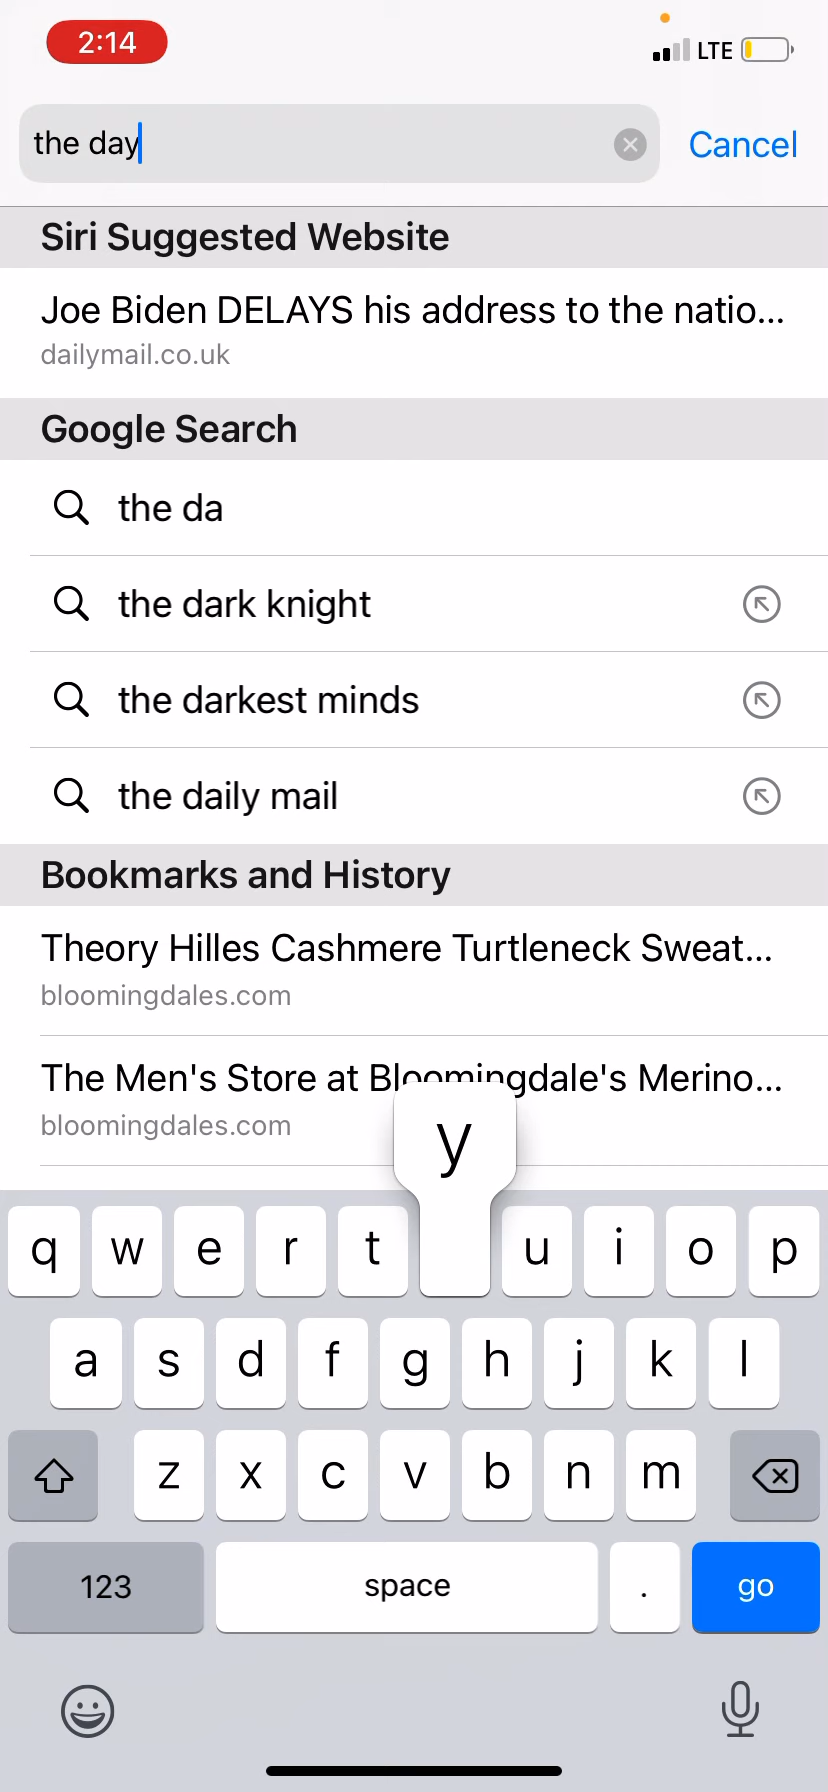 2:14
LTE
the day
Cancel
Siri Suggested Website
Joe Biden DELAYS his address to the natio...
dailymail.co.uk
Google Search
the da
the dark knight
the darkest minds
the daily mail
Bookmarks and History
Theory Hilles Cashmere Turtleneck Sweat...
bloomingdales.com
The Men's Store at Bloomingdale's Merino...
bloomingdales.com
y
q w e r t u i o p
a s d f g h j k l
z x c v b n m
123 space . go